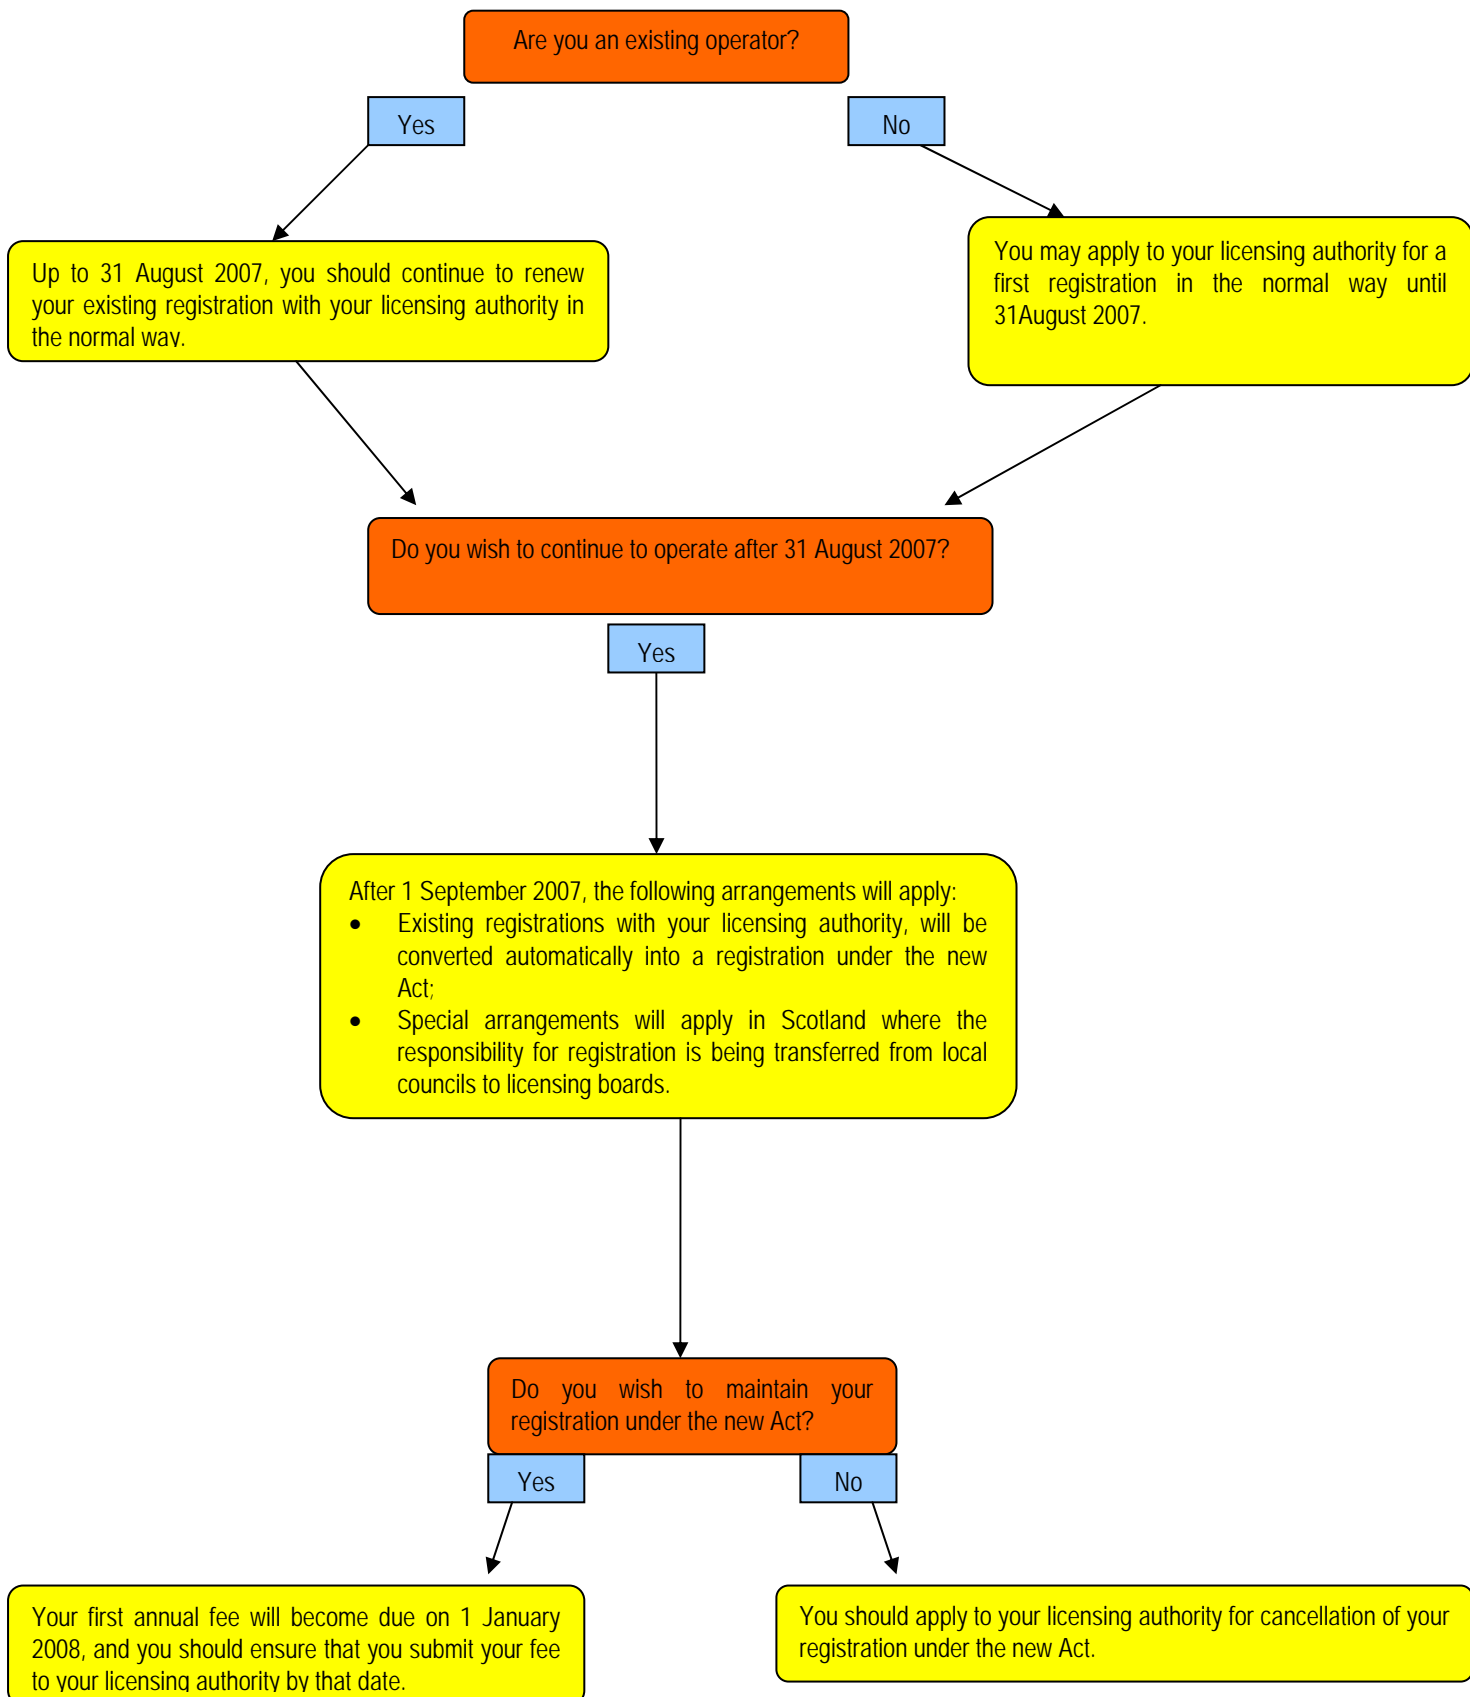 Are you an existing operator?
Yes
No
Up to 31 August 2007, you should continue to renew
your existing registration with your licensing authority in
the normal way.
You may apply to your licensing authority for a
first registration in the normal way until
31August 2007.
Do you wish to continue to operate after 31 August 2007?
Yes
After 1 September 2007, the following arrangements will apply:
• Existing registrations with your licensing authority, will be
converted automatically into a registration under the new
Act;
• Special arrangements will apply in Scotland where the
responsibility for registration is being transferred from local
councils to licensing boards.
Do you wish to maintain your
registration under the new Act?
Yes
No
Your first annual fee will become due on 1 January
2008, and you should ensure that you submit your fee
to your licensing authority by that date.
You should apply to your licensing authority for cancellation of your
registration under the new Act.